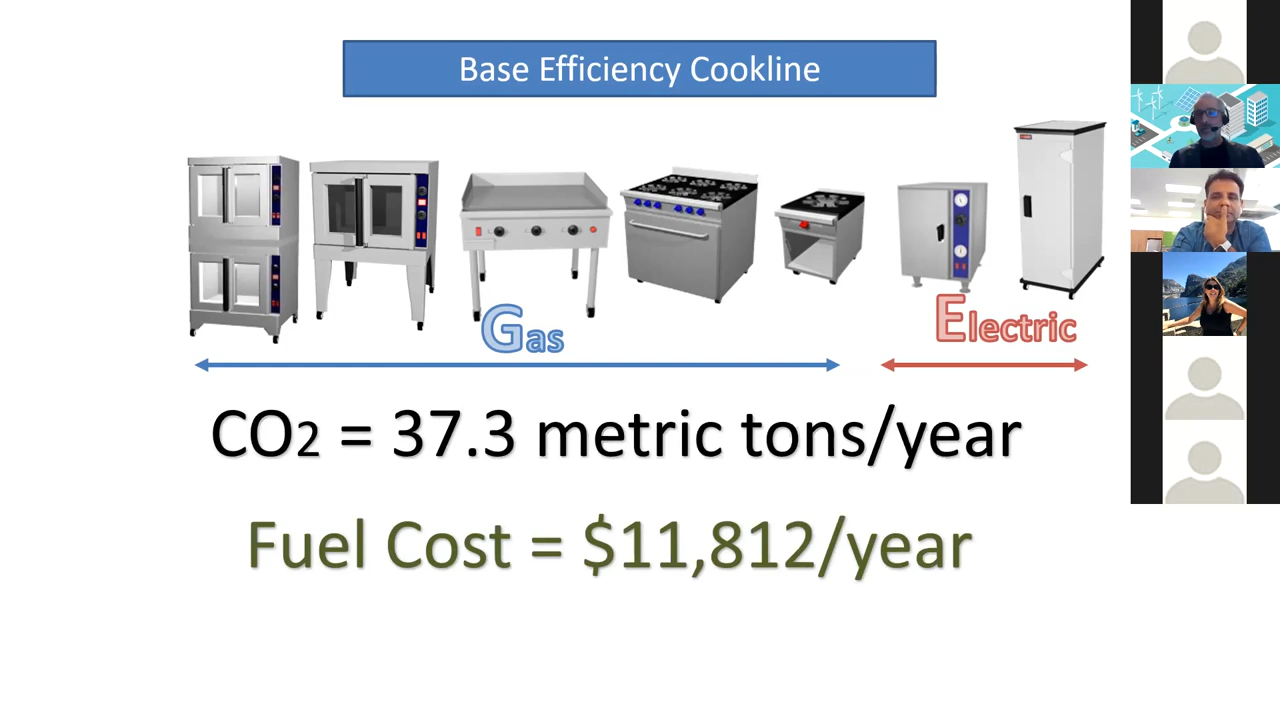 Base Efficiency Cookline
Gas
Electric
CO2 = 37.3 metric tons/year
Fuel Cost = $11,812/year